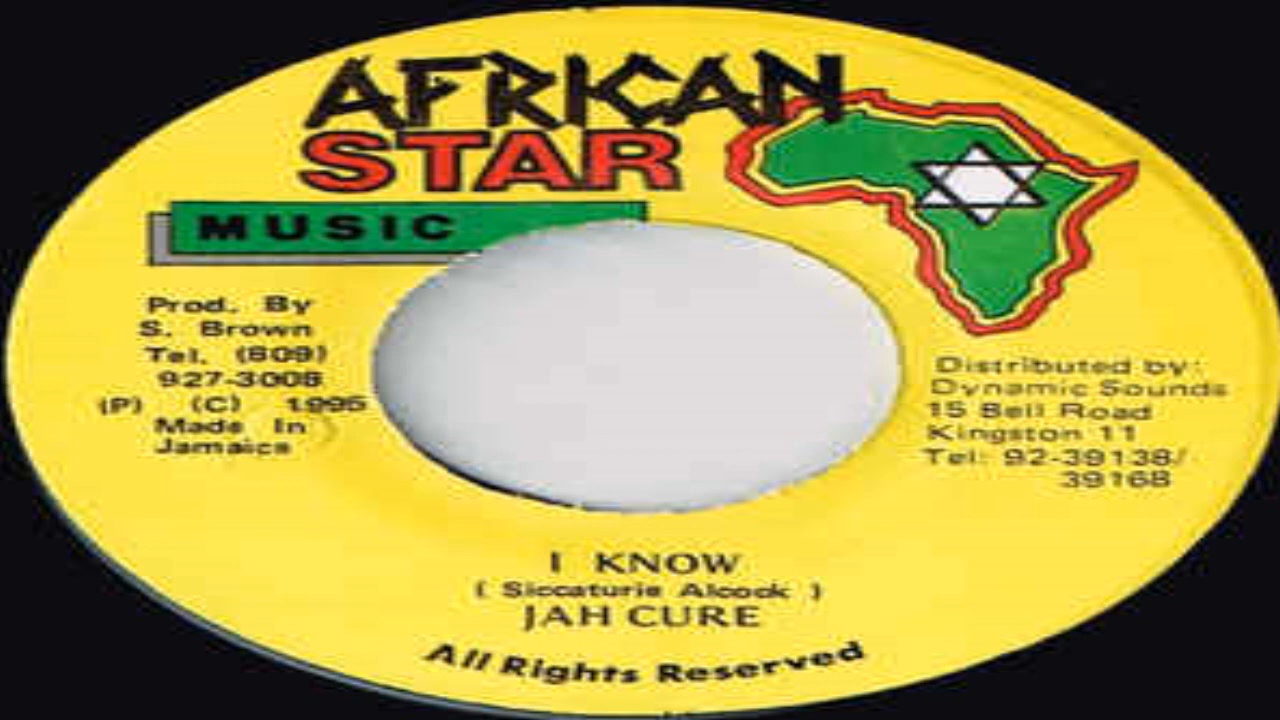 AFRICAN
STAR
MUSIC
Prod. By
S. Brown
Tel. (809)
927-3008
(P) (C) 1995
Made In
Jamaica
Distributed by:
Dynamic Sounds
15 Bell Road
Kingston 11
Tel: 92-39138/
39168
I KNOW
( Siccaturie Alcock )
JAH CURE
All Rights Reserved